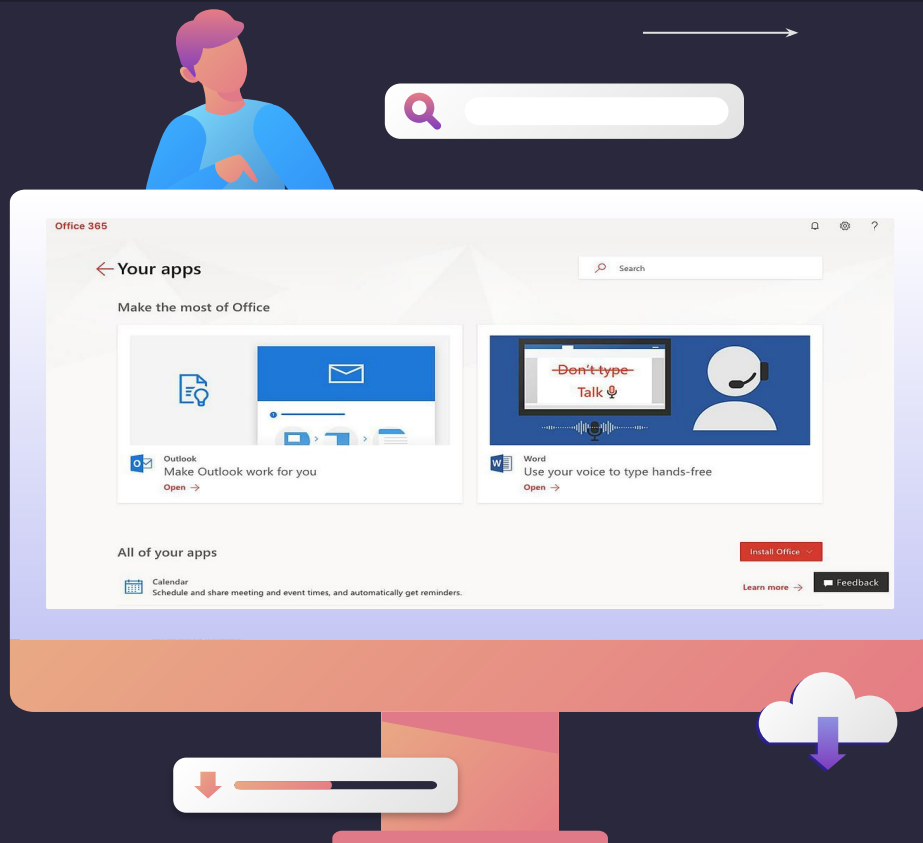 Office 365
Your apps
Search
Make the most of Office
Don't type
Talk
Outlook
Make Outlook work for you
Open →
Word
Use your voice to type hands-free
Open →
All of your apps
Install Office
Calendar
Schedule and share meeting and event times, and automatically get reminders.
Learn more →
Feedback